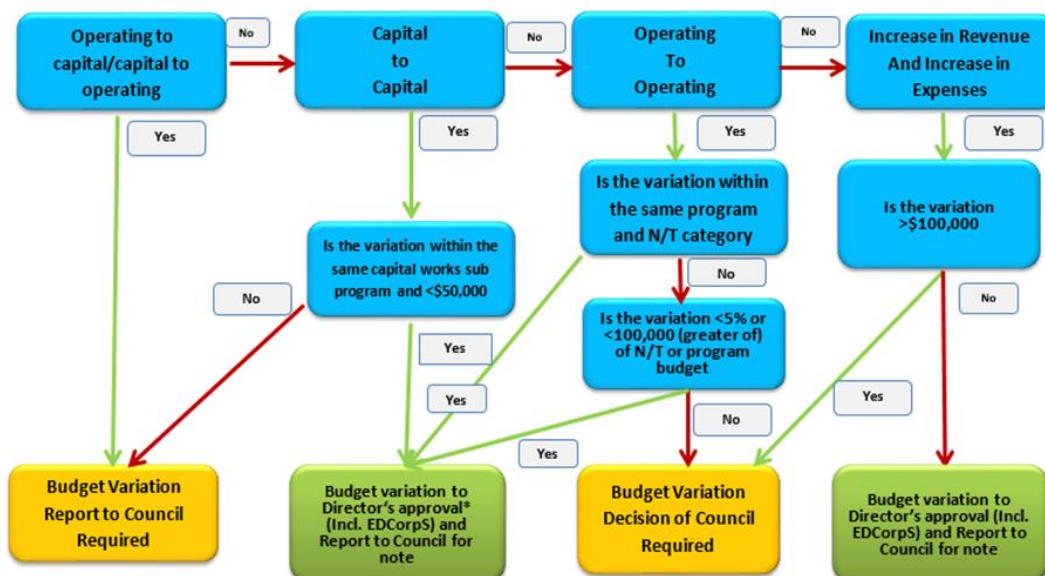 Operating to
capital/capital to
operating
No
Capital
to
Capital
No
Operating
To
Operating
No
Increase in Revenue
And Increase in
Expenses
Yes
Yes
Yes
Yes
Is the variation within
the same program
and N/T category
Is the variation
>$100,000
Is the variation within the
same capital works sub
program and <$50,000
No
No
No
Is the variation <5% or
<100,000 (greater of)
of N/T or program
budget
Yes
Yes
Yes
No
Yes
Budget Variation
Report to Council
Required
Budget variation to
Director's approval*
(Incl. EDCorpS) and
Report to Council for
note
Budget Variation
Decision of Council
Required
Budget variation to
Director's approval (Incl.
EDCorpS) and Report to
Council for note